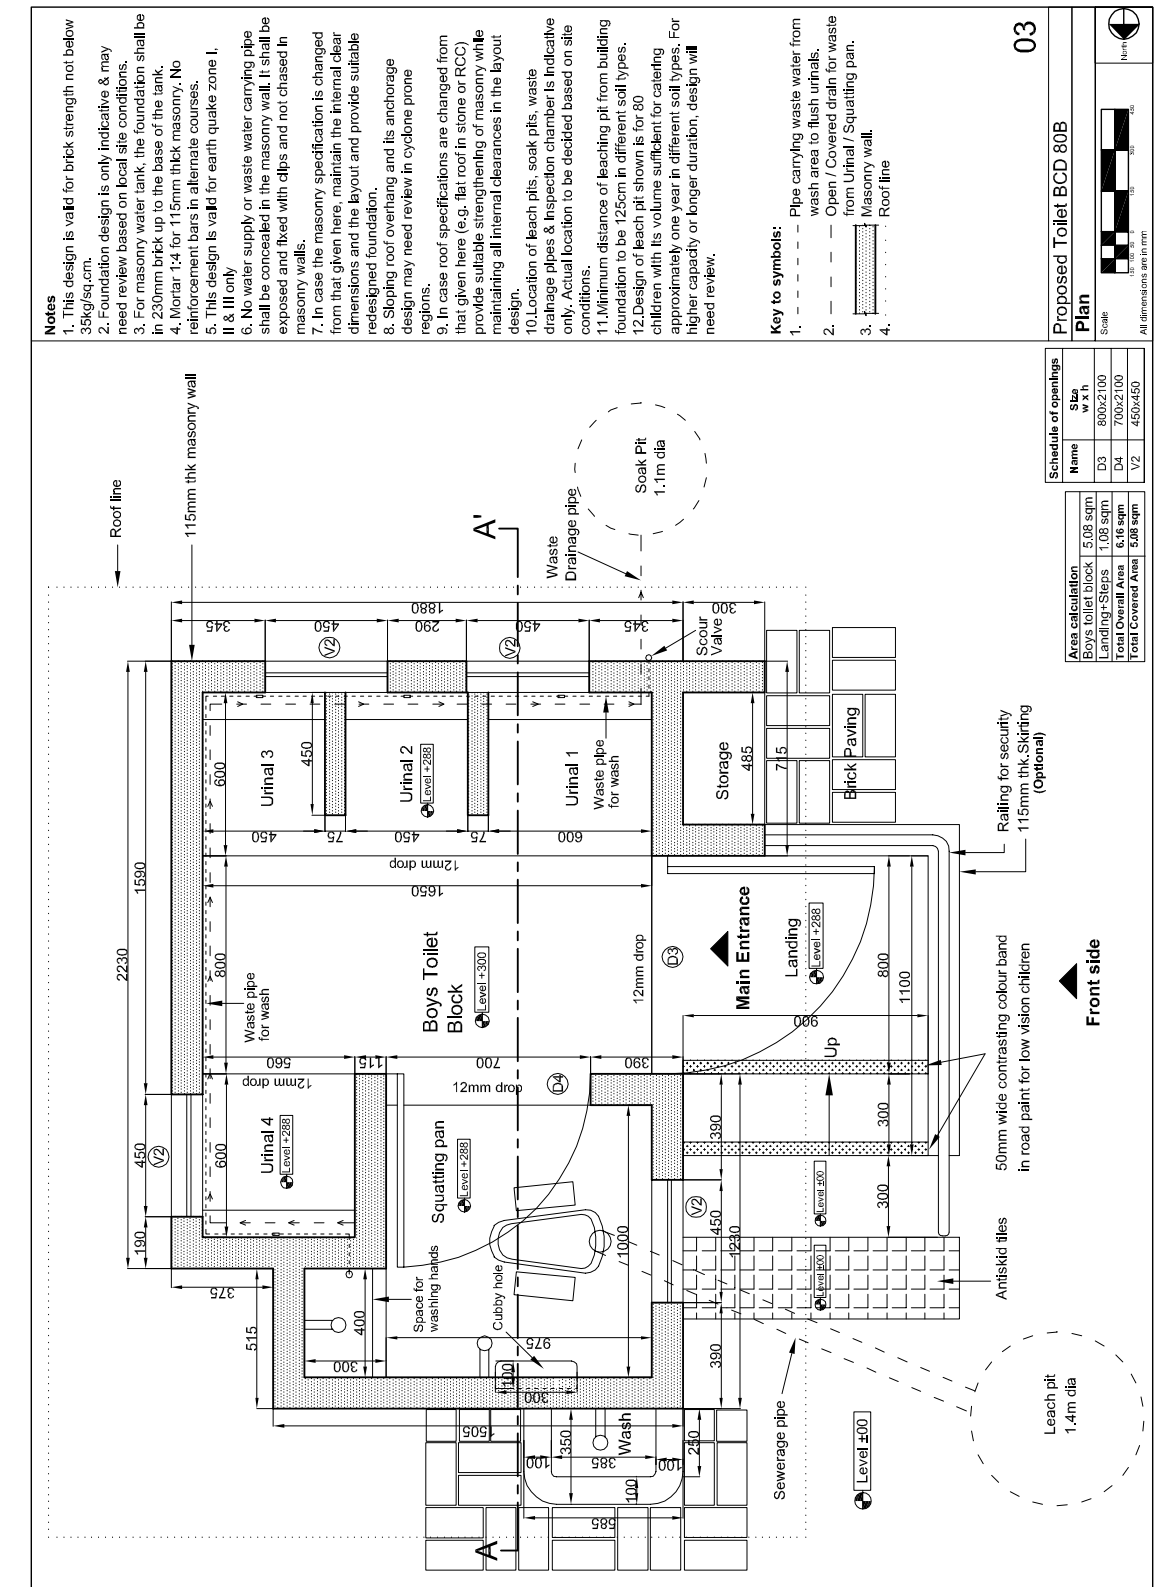 Notes
1. This design is valid for brick strength not below
35kg/sq.cm.
2. Foundation design is only indicative & may
need review based on local site conditions.
3. For masonry water tank, the foundation shall be
in 230mm brick up to the base of the tank.
4. Mortar 1:4 for 115mm thick masonry. No
reinforcement bars in alternate courses.
5. This design is valid for earth quake zone I,
II & III only
6. No water supply or waste water carrying pipe
shall be concealed in the masonry wall. It shall be
exposed and fixed with clips and not chased in
masonry walls.
7. In case the masonry specification is changed
from that given here, maintain the internal clear
dimensions and the layout and provide suitable
redesigned foundation.
8. Sloping roof overhang and its anchorage
design may need review in cyclone prone
regions.
9. In case roof specifications are changed from
that given here (e.g. flat roof in stone or RCC)
provide suitable strengthening of masonry while
maintaining all internal clearances in the layout
design.
10.Location of leach pits, soak pits, waste
drainage pipes & Inspection chamber is indicative
only. Actual location to be decided based on site
conditions.
11.Minimum distance of leaching pit from building
foundation to be 125cm in different soil types.
12.Design of leach pit shown is for 80
children with its volume sufficient for catering
approximately one year in different soil types. For
higher capacity or longer duration, design will
need review.
Key to symbols:
1. Pipe carrying waste water from
wash area to flush urinals.
2. Open / Covered drain for waste
from Urinal / Squatting pan.
3. Masonry wall.
4. Roof line
03
Proposed Toilet BCD 80B
Plan
Scale
150 100 50 0 150 300 450
All dimensions are in mm
North
Schedule of openings
Name Size
w x h
D3 800x2100
D4 700x2100
V2 450x450
Area calculation
Boys toilet block 5.08 sqm
Landing+Steps 1.08 sqm
Total Overall Area 6.16 sqm
Total Covered Area 5.08 sqm
Roof line
115mm thk masonry wall
Soak Pit
1.1m dia
Waste
Drainage pipe
A'
1880
345
450
290
450
345
300
V2
V2
Scour
Valve
2230
1590
450
190
V2
Urinal 3
600
450
Urinal 2
Level +288
Urinal 1
Waste pipe
for wash
450
75
450
75
600
12mm drop
1650
Storage
485
715
Brick Paving
Railing for security
115mm thk.Skirting
(Optional)
800
Waste pipe
for wash
Boys Toilet
Block
Level +300
12mm drop
D3
Main Entrance
Landing
Level +288
800
1100
900
Up
Front side
50mm wide contrasting colour band
in road paint for low vision children
560
115
700
390
12mm drop
12mm drop
D4
Urinal 4
Level +288
600
Squatting pan
Level +288
390
450
390
1230
V2
300
300
Level ±00
Level ±00
Antiskid tiles
375
515
Space for
washing hands
Cubby hole
400
300
975
1000
100
300
1505
Wash
350
250
100
385
100
100
585
A
Sewerage pipe
Level ±00
Leach pit
1.4m dia